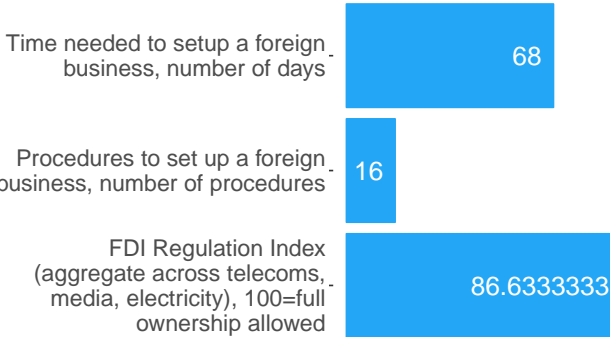 Time needed to setup a foreign
business, number of days
68
Procedures to set up a foreign
business, number of procedures
16
FDI Regulation Index
(aggregate across telecoms,
media, electricity), 100=full
ownership allowed
86.6333333